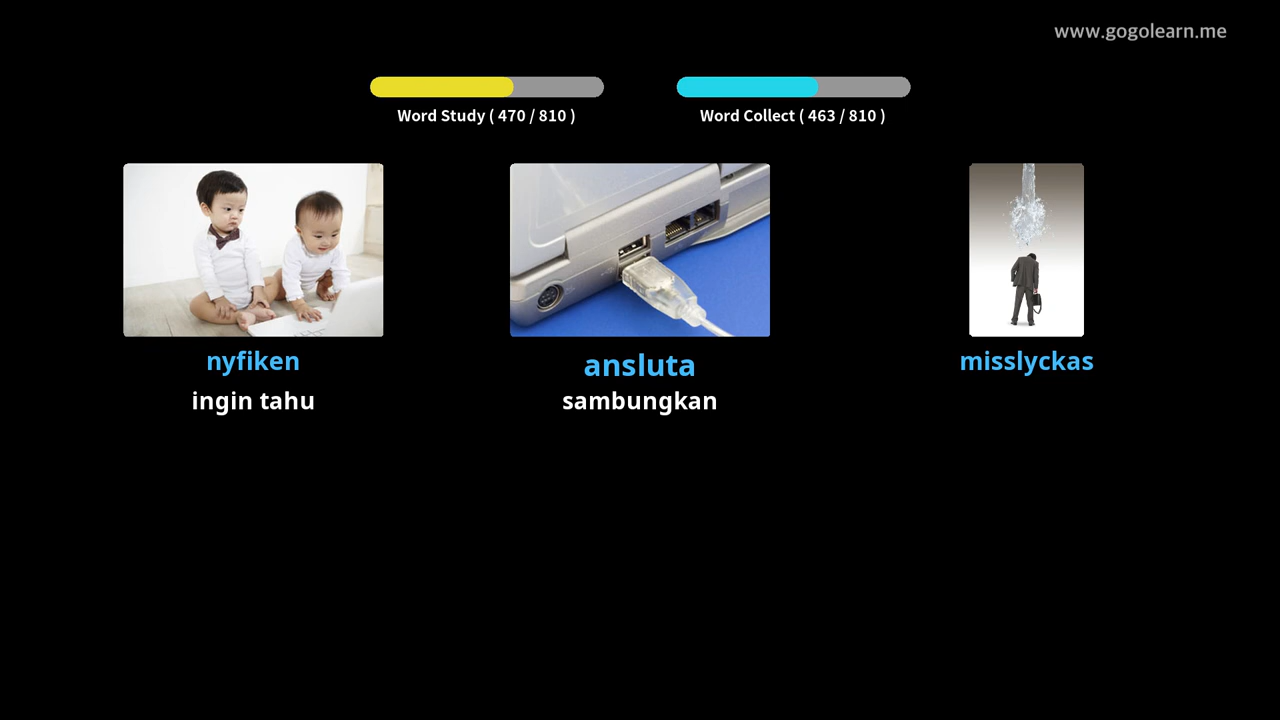 www.gogolearn.me
Word Study ( 470 / 810 )
Word Collect ( 463 / 810 )
nyfiken
ingin tahu
ansluta
sambungkan
misslyckas